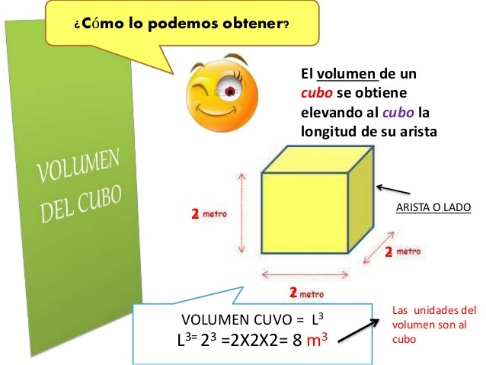 ¿Cómo lo podemos obtener?
VOLUMEN
DEL CUBO
El volumen de un
cubo se obtiene
elevando al cubo la
longitud de su arista
ARISTA O LADO
2 metro
2 metro
2 metro
VOLUMEN CUVO = L³
L³⁼ 2³ =2X2X2= 8 m³
Las unidades del
volumen son al
cubo